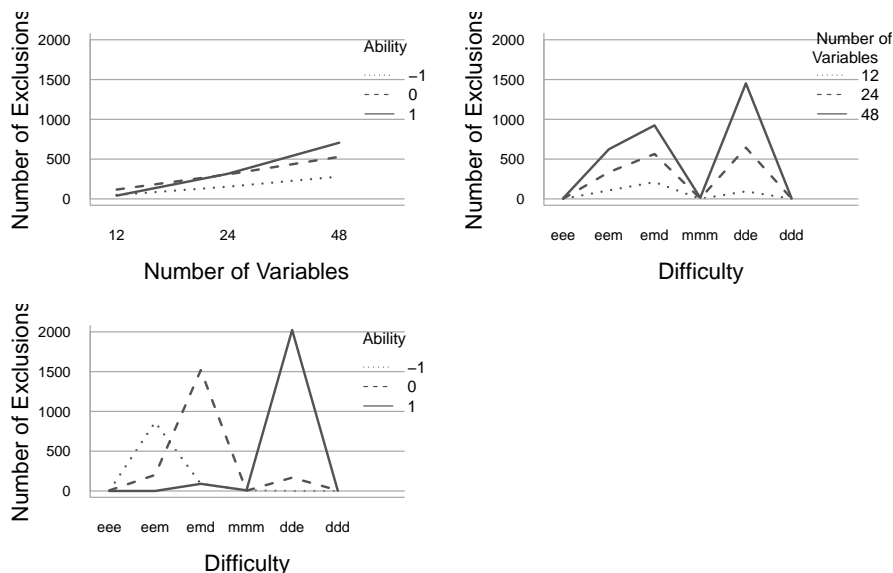 Number of Exclusions
2000
1500
1000
500
0
12
24
48
Number of Variables
Ability
−1
0
1
Number of Exclusions
2000
1500
1000
500
0
eee
eem
emd
mmm
dde
ddd
Difficulty
Number of
Variables
12
24
48
Number of Exclusions
2000
1500
1000
500
0
eee
eem
emd
mmm
dde
ddd
Difficulty
Ability
−1
0
1